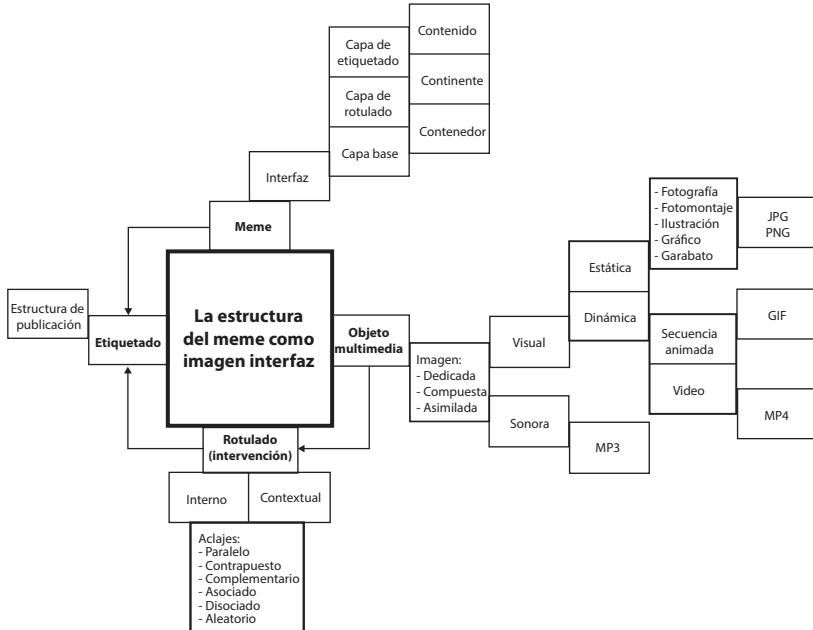 Contenido
Capa de
etiquetado
Continente
Capa de
rotulado
Contenedor
Capa base
Interfaz
Meme
- Fotografía
- Fotomontaje
- Ilustración
- Gráfico
- Garabato
JPG
PNG
Estática
Dinámica
Estructura de
publicación
Etiquetado
La estructura
del meme como
imagen interfaz
Objeto
multimedia
Imagen:
- Dedicada
- Compuesta
- Asimilada
Visual
Secuencia
animada
GIF
Video
MP4
Sonora
MP3
Rotulado
(intervención)
Interno
Contextual
Aclajes:
- Paralelo
- Contrapuesto
- Complementario
- Asociado
- Disociado
- Aleatorio